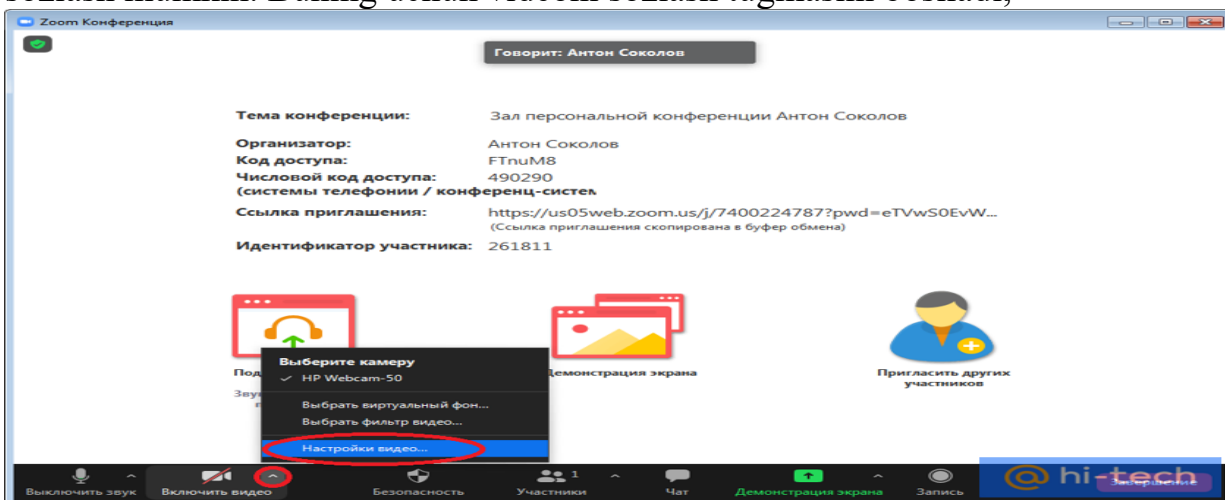 Zoom Конференция
Говорит: Антон Соколов
Тема конференции: Зал персональной конференции Антон Соколов
Организатор: Антон Соколов
Код доступа: FTnuM8
Числовой код доступа: 490290
(системы телефонии / конференц-систем
Ссылка приглашения: https://us05web.zoom.us/j/7400224787?pwd=eTVwS0EvW...
(Ссылка приглашения скопирована в буфер обмена)
Идентификатор участника: 261811
Выберите камеру
✓ HP Webcam-50
Выбрать виртуальный фон...
Выбрать фильтр видео...
Настройки видео...
Демонстрация экрана
Пригласить других
участников
Выключить звук Включить видео Безопасность Участники 1 Чат Демонстрация экрана Запись Завершение
@ hi-tech